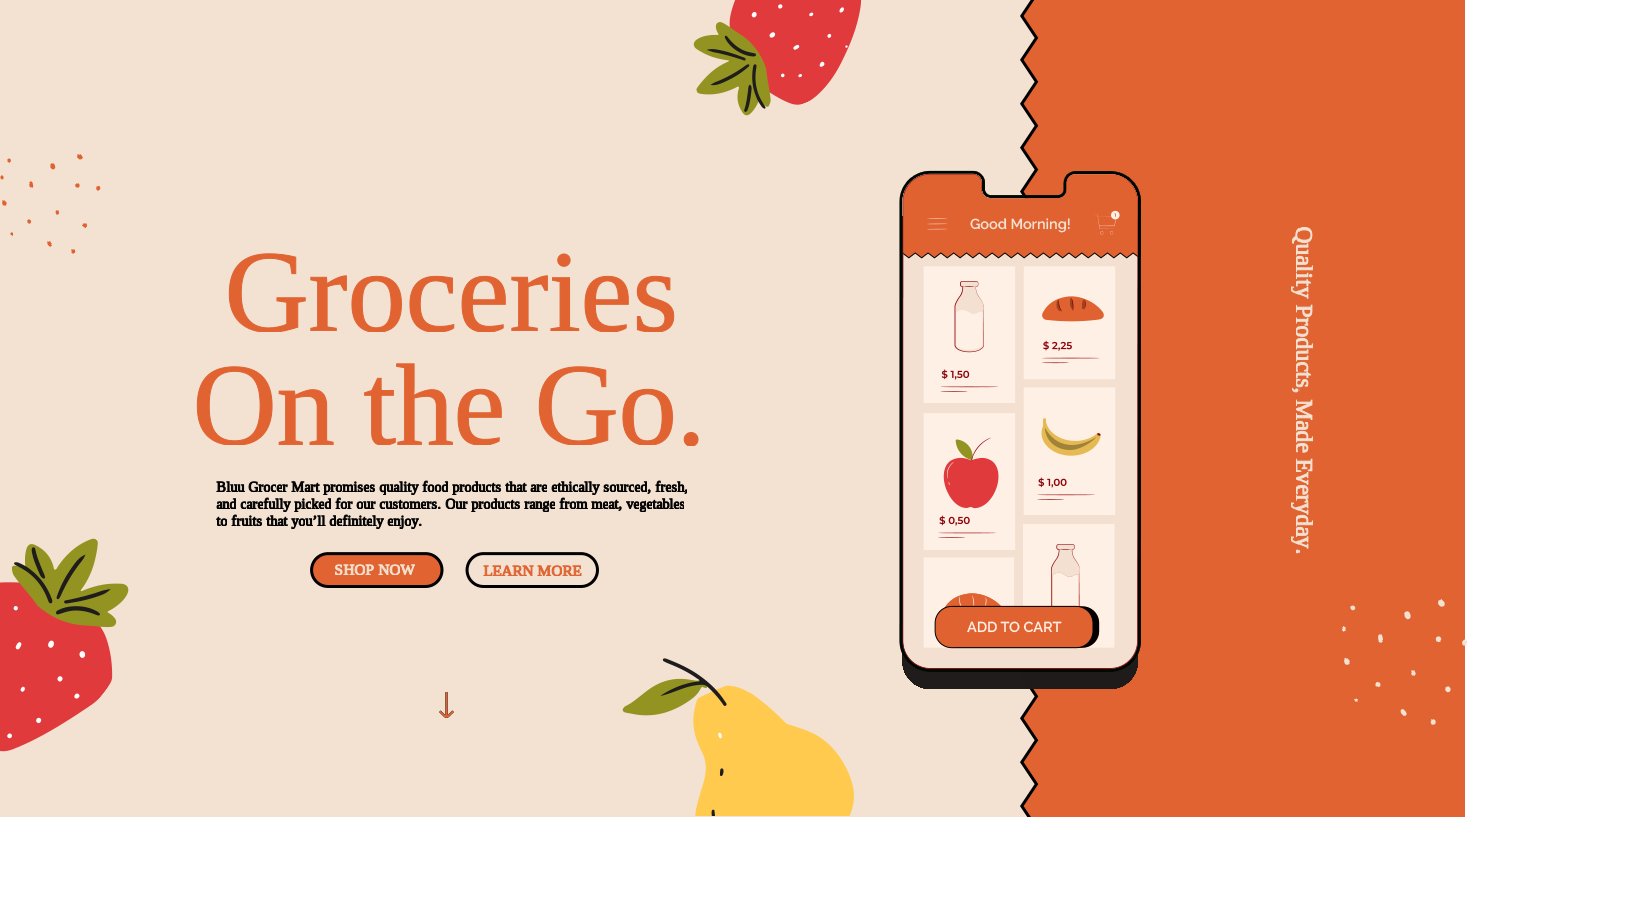 Groceries
On the Go.
Bluu Grocer Mart promises quality food products that are ethically sourced, fresh,
and carefully picked for our customers. Our products range from meat, vegetables
to fruits that you’ll definitely enjoy.
SHOP NOW
LEARN MORE
Good Morning!
1
$ 1,50
$ 2,25
$ 0,50
$ 1,00
ADD TO CART
Quality Products, Made Everyday.